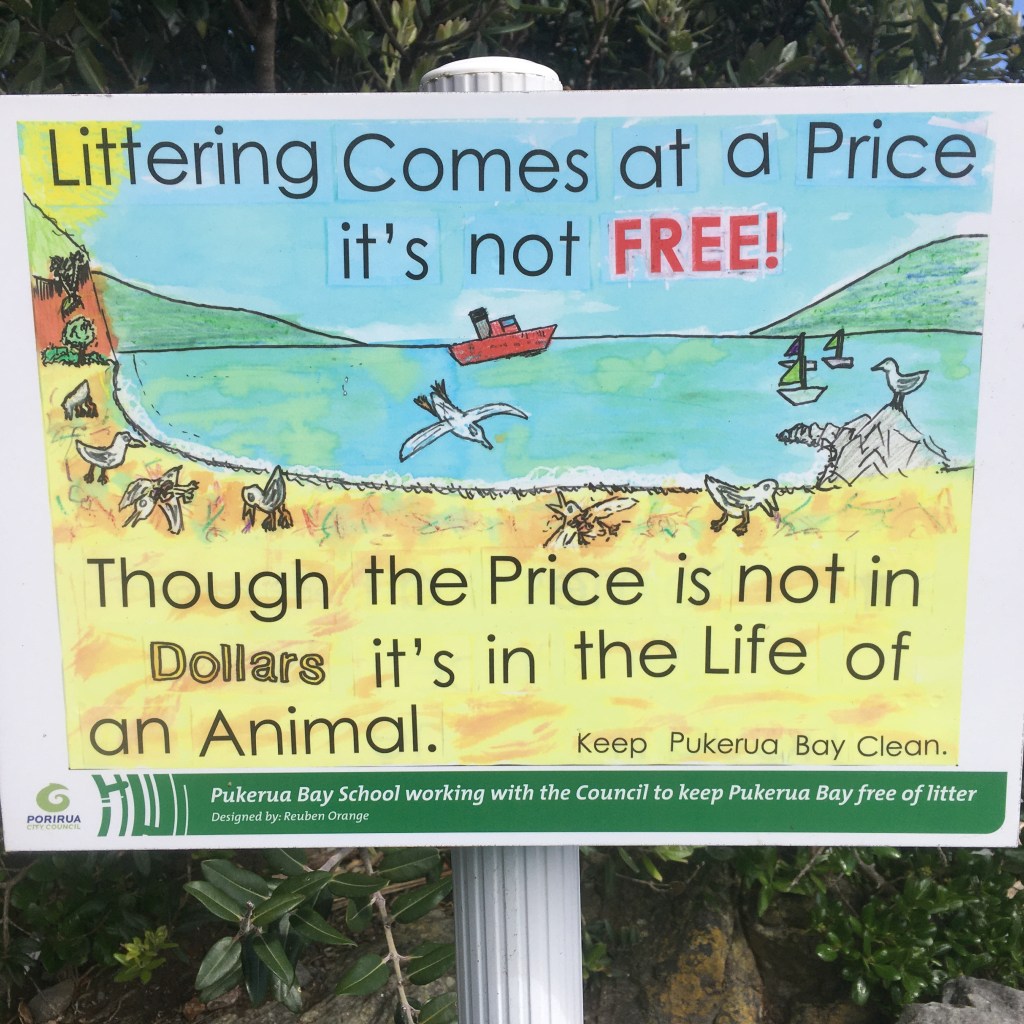 Littering Comes at a Price
it's not FREE!
Though the Price is not in
Dollars it's in the Life of
an Animal.
Keep Pukerua Bay Clean.
PORIRUA
CITY COUNCIL
Pukerua Bay School working with the Council to keep Pukerua Bay free of litter
Designed by: Reuben Orange